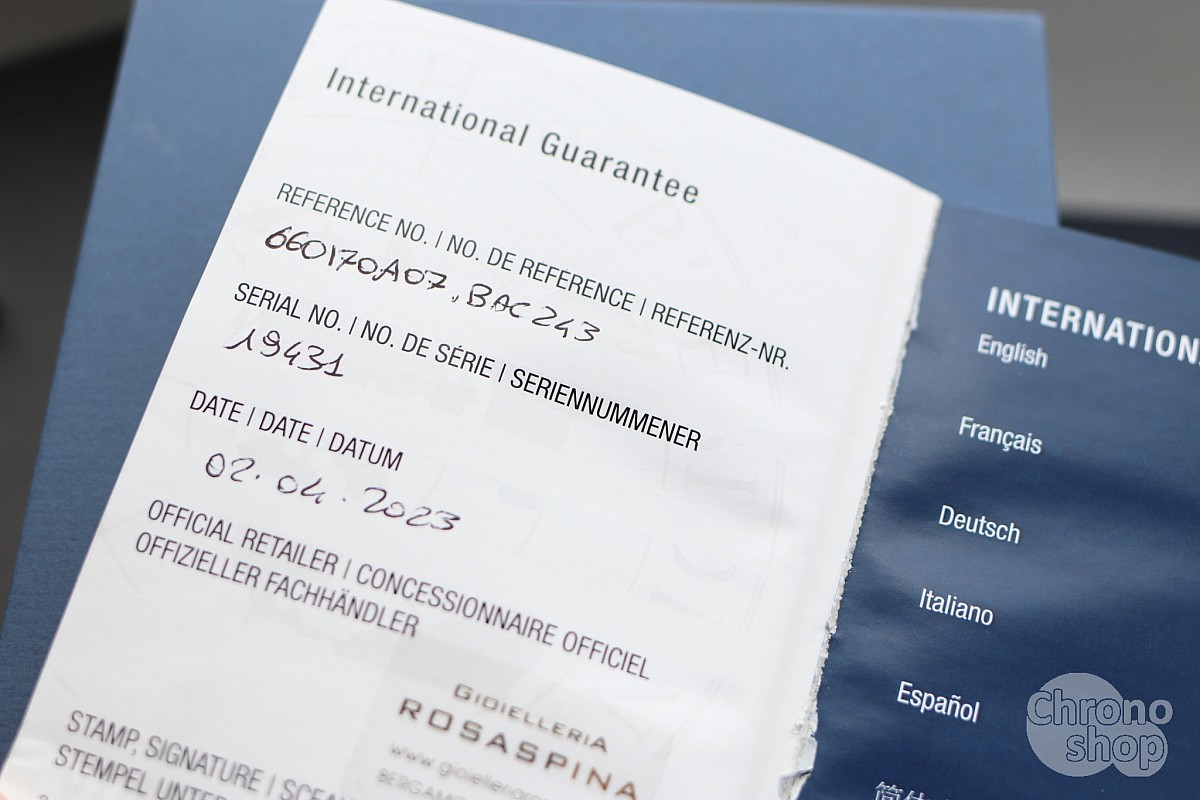 International Guarantee
REFERENCE NO. | NO. DE REFERENCE | REFERENZ-NR.
660170A07, BAC243
SERIAL NO. | NO. DE SÉRIE | SERIENNUMMENER
19431
DATE | DATE | DATUM
02.04.2023
OFFICIAL RETAILER | CONCESSIONNAIRE OFFICIEL
OFFIZIELLER FACHHÄNDLER
GIOIELLERIA
ROSASPINA
STAMP, SIGNATURE |
STEMPEL
English
Français
Deutsch
Italiano
Español
Chrono
shop